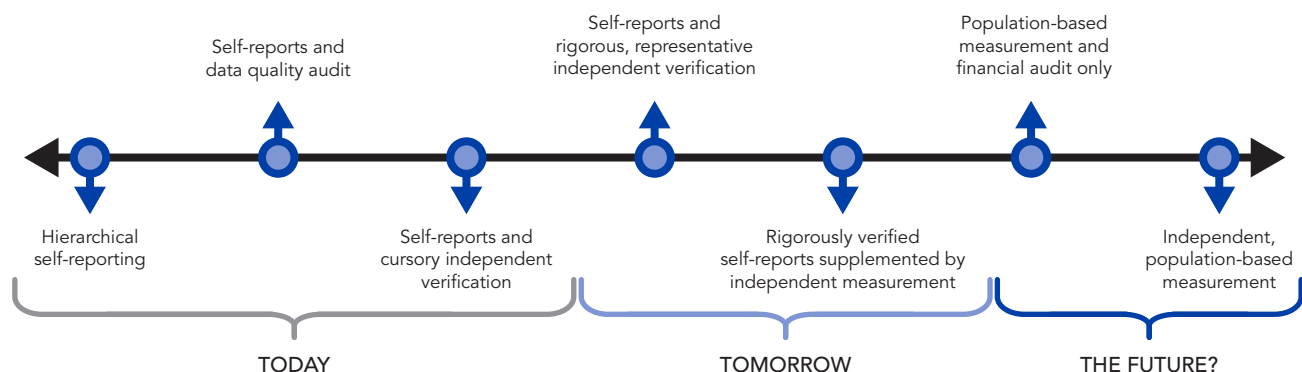 Self-reports and
data quality audit
Self-reports and
rigorous, representative
independent verification
Population-based
measurement and
financial audit only
Hierarchical
self-reporting
Self-reports and
cursory independent
verification
Rigorously verified
self-reports supplemented by
independent measurement
Independent,
population-based
measurement
TODAY
TOMORROW
THE FUTURE?